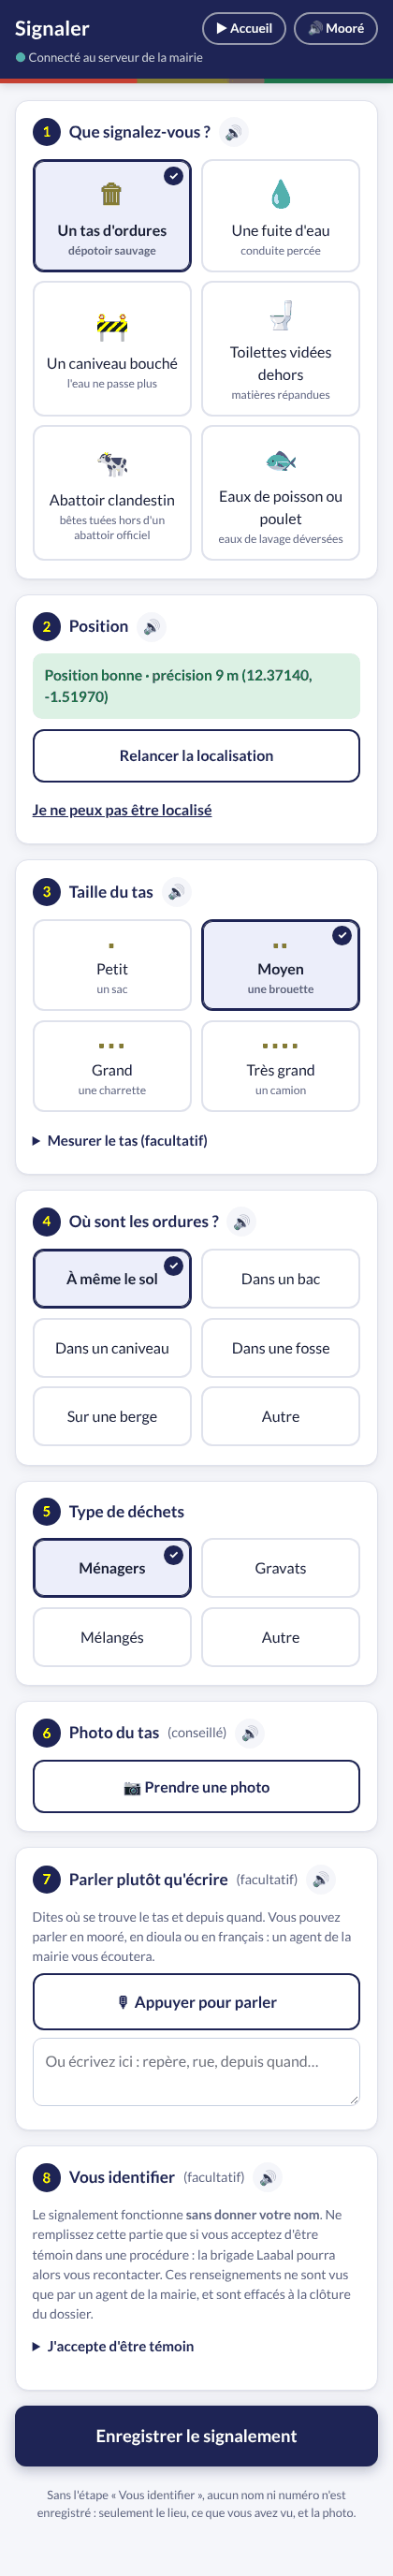 Signaler
Accueil
Mooré
Connecté au serveur de la mairie
1 Que signalez-vous ?
Un tas d'ordures
dépotoir sauvage
Une fuite d'eau
conduite percée
Un caniveau bouché
l'eau ne passe plus
Toilettes vidées
dehors
matières répandues
Abattoir clandestin
bêtes tuées hors d'un
abattoir officiel
Eaux de poisson ou
poulet
eaux de lavage déversées
2 Position
Position bonne · précision 9 m (12.37140,
-1.51970)
Relancer la localisation
Je ne peux pas être localisé
3 Taille du tas
Petit
un sac
Moyen
une brouette
Grand
une charrette
Très grand
un camion
Mesurer le tas (facultatif)
4 Où sont les ordures ?
À même le sol
Dans un bac
Dans un caniveau
Dans une fosse
Sur une berge
Autre
5 Type de déchets
Ménagers
Gravats
Mélangés
Autre
6 Photo du tas (conseillé)
Prendre une photo
7 Parler plutôt qu'écrire (facultatif)
Dites où se trouve le tas et depuis quand. Vous pouvez
parler en mooré, en dioula ou en français : un agent de la
mairie vous écoutera.
Appuyer pour parler
Ou écrivez ici : repère, rue, depuis quand…
8 Vous identifier (facultatif)
Le signalement fonctionne sans donner votre nom. Ne
remplissez cette partie que si vous acceptez d'être
témoin dans une procédure : la brigade Laabal pourra
alors vous recontacter. Ces renseignements ne sont vus
que par un agent de la mairie, et sont effacés à la clôture
du dossier.
J'accepte d'être témoin
Enregistrer le signalement
Sans l'étape « Vous identifier », aucun nom ni numéro n'est
enregistré : seulement le lieu, ce que vous avez vu, et la photo.